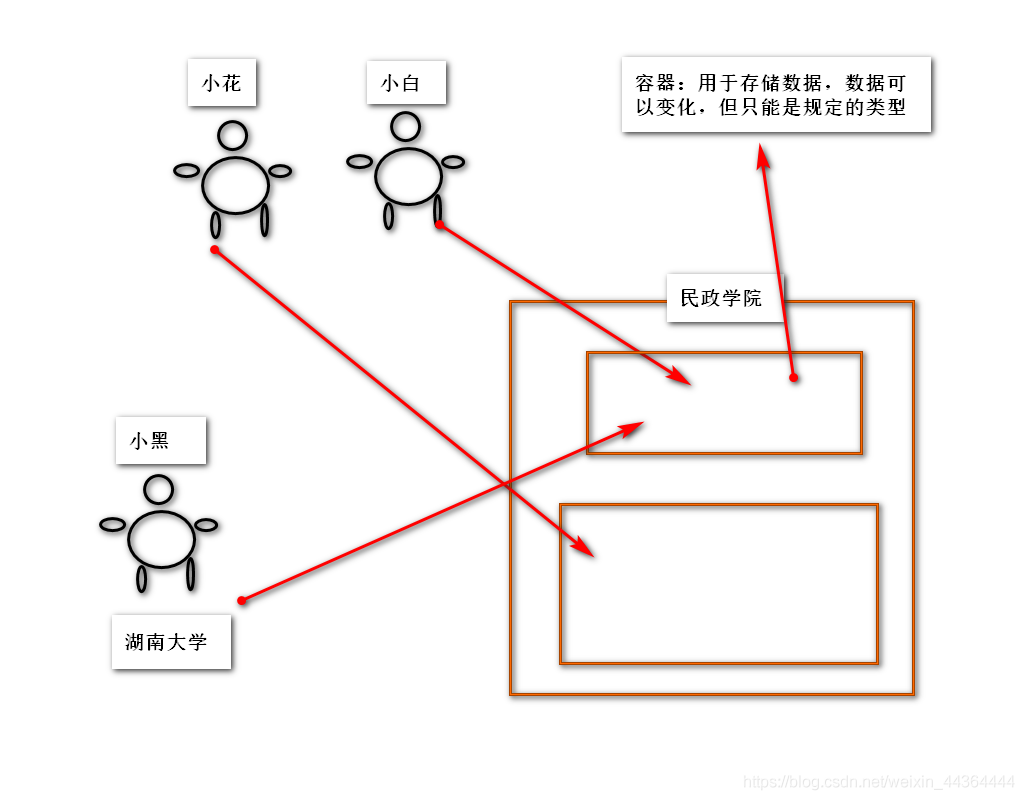 小花
小白
容器：用于存储数据，数据可
以变化，但只能是规定的类型
民政学院
小黑
湖南大学
https://blog.csdn.net/weixin_44364444